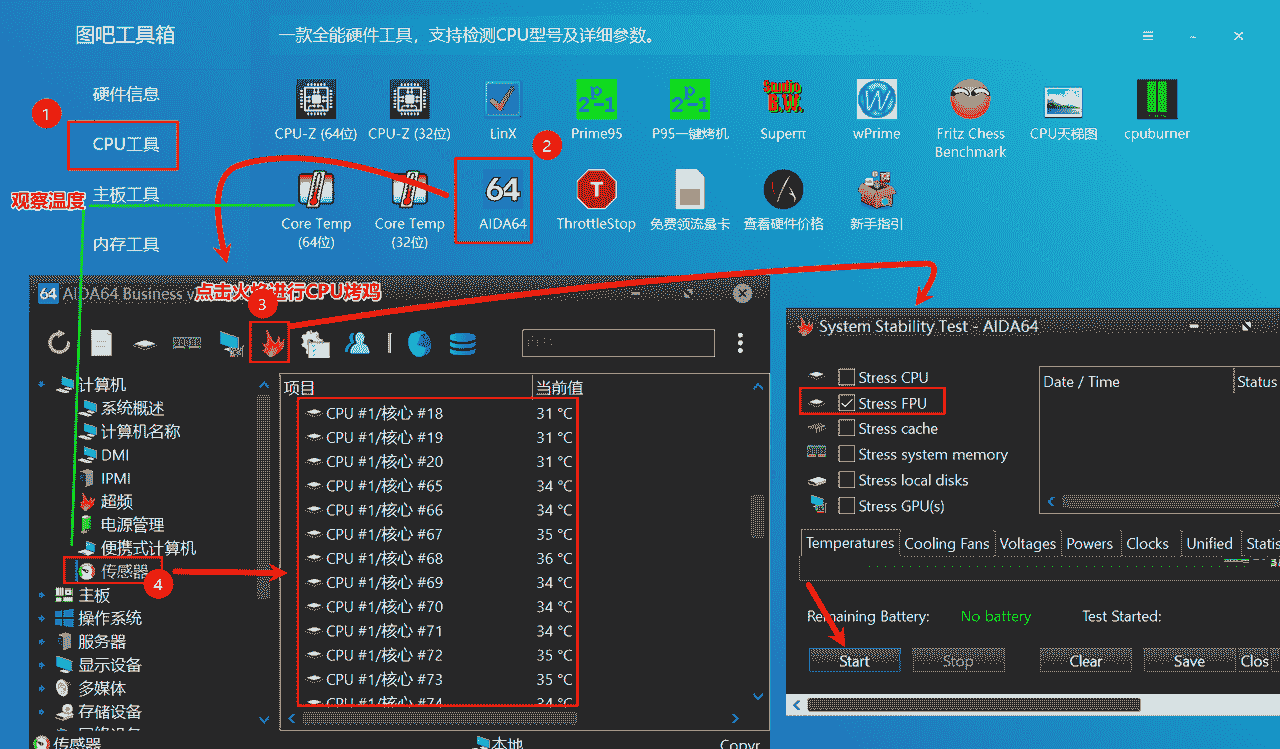 图吧工具箱
一款全能硬件工具，支持检测CPU型号及详细参数。
硬件信息
1
CPU工具
主板工具
观察温度
内存工具
CPU-Z (64位)
CPU-Z (32位)
LinX
Prime95
P95一键烤机
Superπ
wPrime
Fritz Chess
Benchmark
CPU天梯图
cpuburner
2
Core Temp
(64位)
Core Temp
(32位)
64
AIDA64
ThrottleStop
免费领流量卡
查看硬件价格
新手指引
64 AIDA64 Business
点击火焰进行CPU烤鸡
3
计算机
系统概述
计算机名称
DMI
IPMI
超频
电源管理
便携式计算机
传感器
4
主板
操作系统
服务器
显示设备
多媒体
存储设备
传感器
项目 当前值
CPU #1/核心 #18 31 °C
CPU #1/核心 #19 31 °C
CPU #1/核心 #20 31 °C
CPU #1/核心 #65 34 °C
CPU #1/核心 #66 34 °C
CPU #1/核心 #67 35 °C
CPU #1/核心 #68 36 °C
CPU #1/核心 #69 34 °C
CPU #1/核心 #70 34 °C
CPU #1/核心 #71 34 °C
CPU #1/核心 #72 35 °C
CPU #1/核心 #73 35 °C
CPU #1/核心 #74 34 °C
本地
Copyr
System Stability Test - AIDA64
Stress CPU
Stress FPU
Stress cache
Stress system memory
Stress local disks
Stress GPU(s)
Date / Time Status
Temperatures Cooling Fans Voltages Powers Clocks Unified Statis
Remaining Battery: No battery Test Started:
Start Stop Clear Save Clos